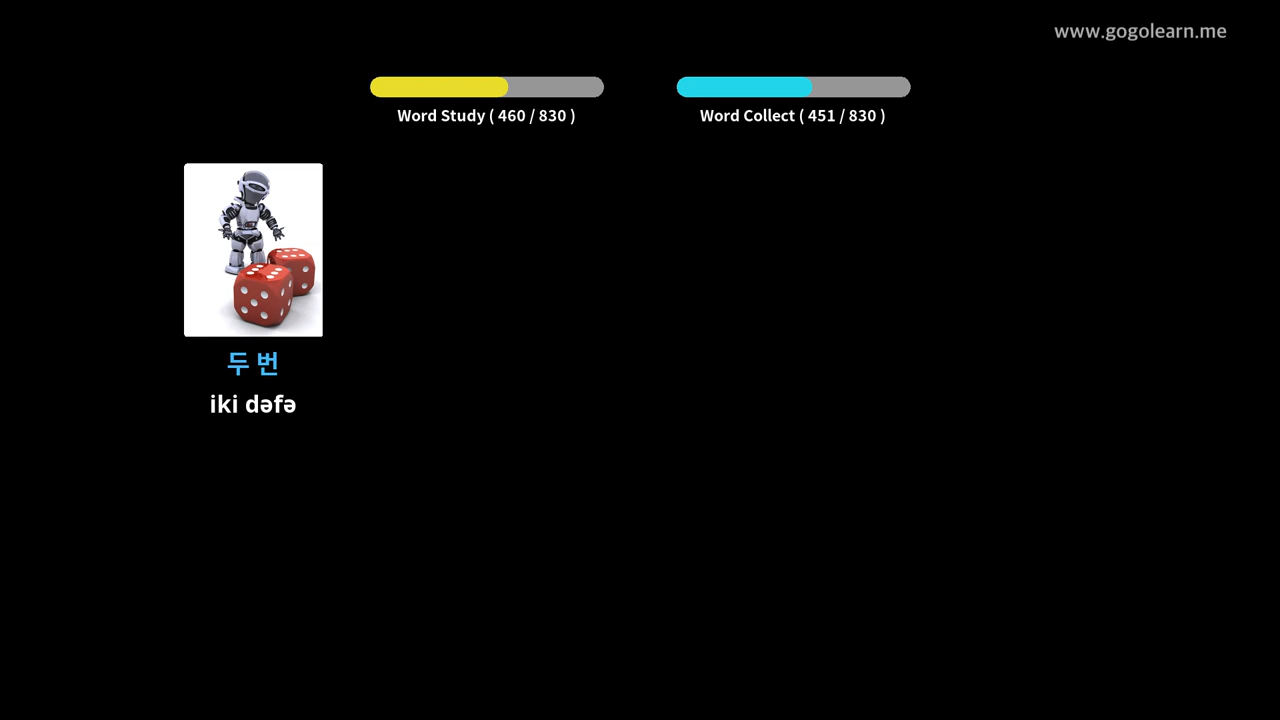 www.gogolearn.me
Word Study ( 460 / 830 )
Word Collect ( 451 / 830 )
두 번
iki dəfə